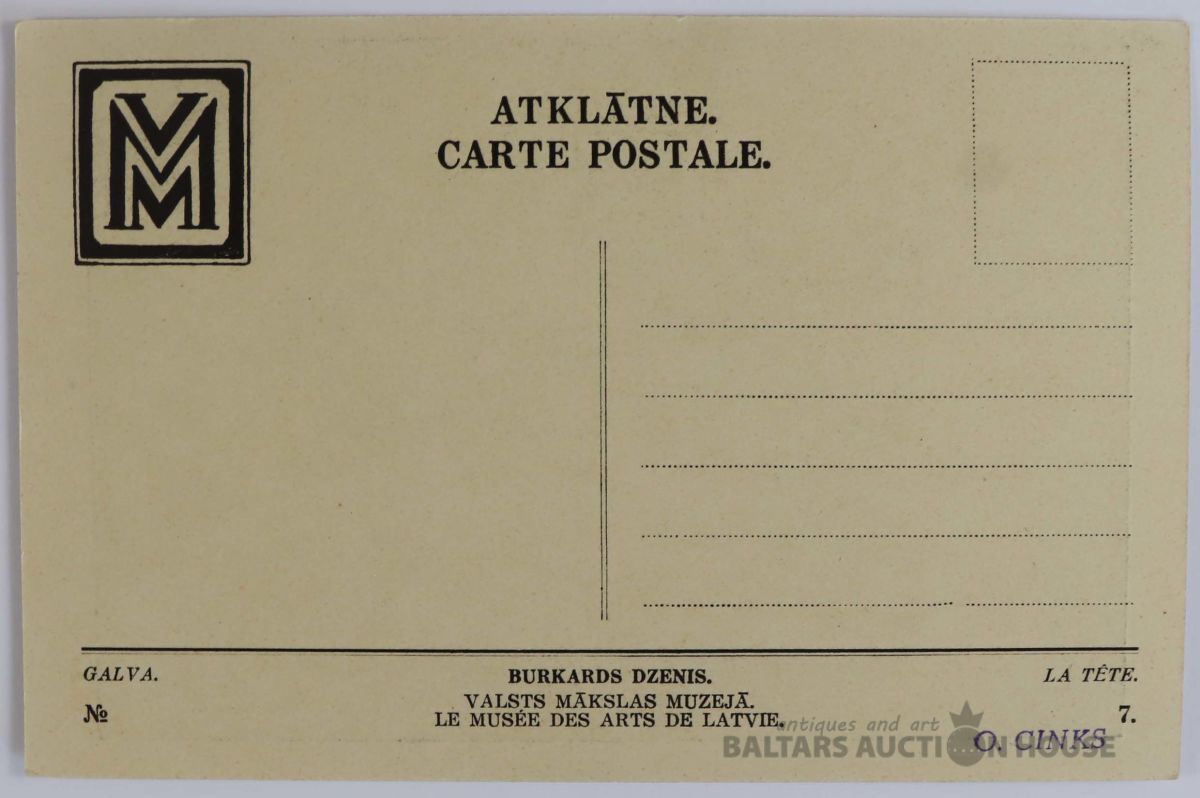 VM
ATKLĀTNE.
CARTE POSTALE.
GALVA.
BURKARDS DZENIS.
LA TÊTE.
VALSTS MĀKSLAS MUZEJĀ.
LE MUSÉE DES ARTS DE LATVIE.
№
7.
O. CINKS
antiques and art
BALTARS AUCTION HOUSE